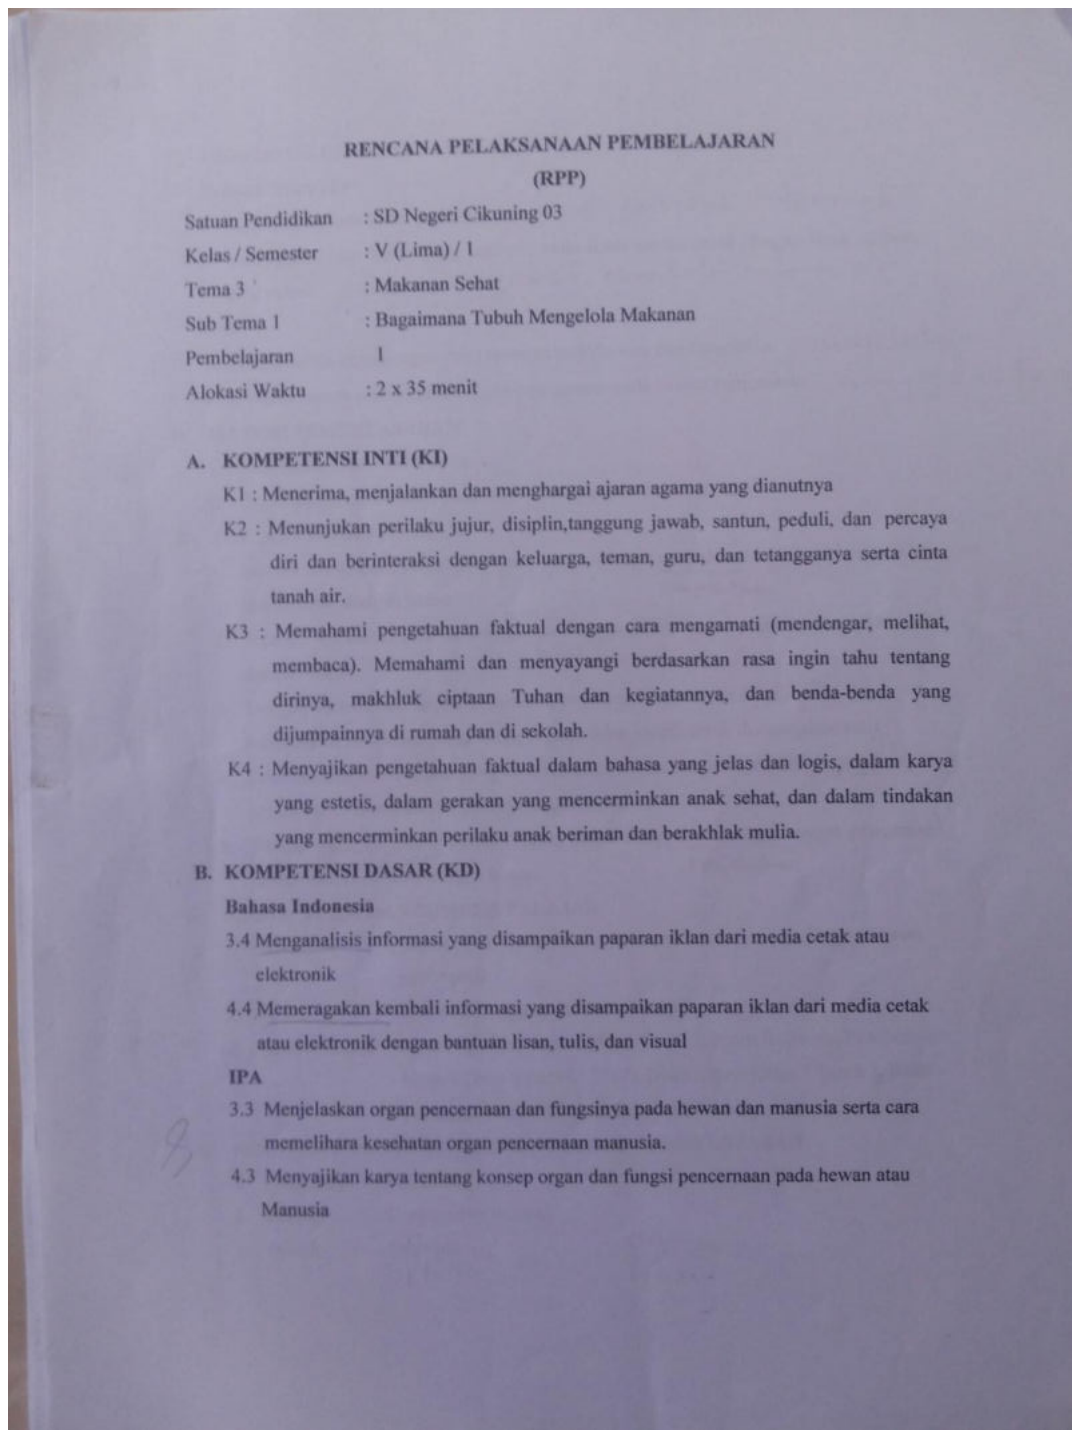 RENCANA PELAKSANAAN PEMBELAJARAN
(RPP)
Satuan Pendidikan : SD Negeri Cikuning 03
Kelas / Semester : V (Lima) / 1
Tema 3 : Makanan Sehat
Sub Tema 1 : Bagaimana Tubuh Mengelola Makanan
Pembelajaran 1
Alokasi Waktu : 2 x 35 menit
A. KOMPETENSI INTI (KI)
K1 : Menerima, menjalankan dan menghargai ajaran agama yang dianutnya
K2 : Menunjukan perilaku jujur, disiplin,tanggung jawab, santun, peduli, dan percaya
diri dan berinteraksi dengan keluarga, teman, guru, dan tetangganya serta cinta
tanah air.
K3 : Memahami pengetahuan faktual dengan cara mengamati (mendengar, melihat,
membaca). Memahami dan menyayangi berdasarkan rasa ingin tahu tentang
dirinya, makhluk ciptaan Tuhan dan kegiatannya, dan benda-benda yang
dijumpainnya di rumah dan di sekolah.
K4 : Menyajikan pengetahuan faktual dalam bahasa yang jelas dan logis, dalam karya
yang estetis, dalam gerakan yang mencerminkan anak sehat, dan dalam tindakan
yang mencerminkan perilaku anak beriman dan berakhlak mulia.
B. KOMPETENSI DASAR (KD)
Bahasa Indonesia
3.4 Menganalisis informasi yang disampaikan paparan iklan dari media cetak atau
elektronik
4.4 Memeragakan kembali informasi yang disampaikan paparan iklan dari media cetak
atau elektronik dengan bantuan lisan, tulis, dan visual
IPA
3.3 Menjelaskan organ pencernaan dan fungsinya pada hewan dan manusia serta cara
memelihara kesehatan organ pencernaan manusia.
4.3 Menyajikan karya tentang konsep organ dan fungsi pencernaan pada hewan atau
Manusia